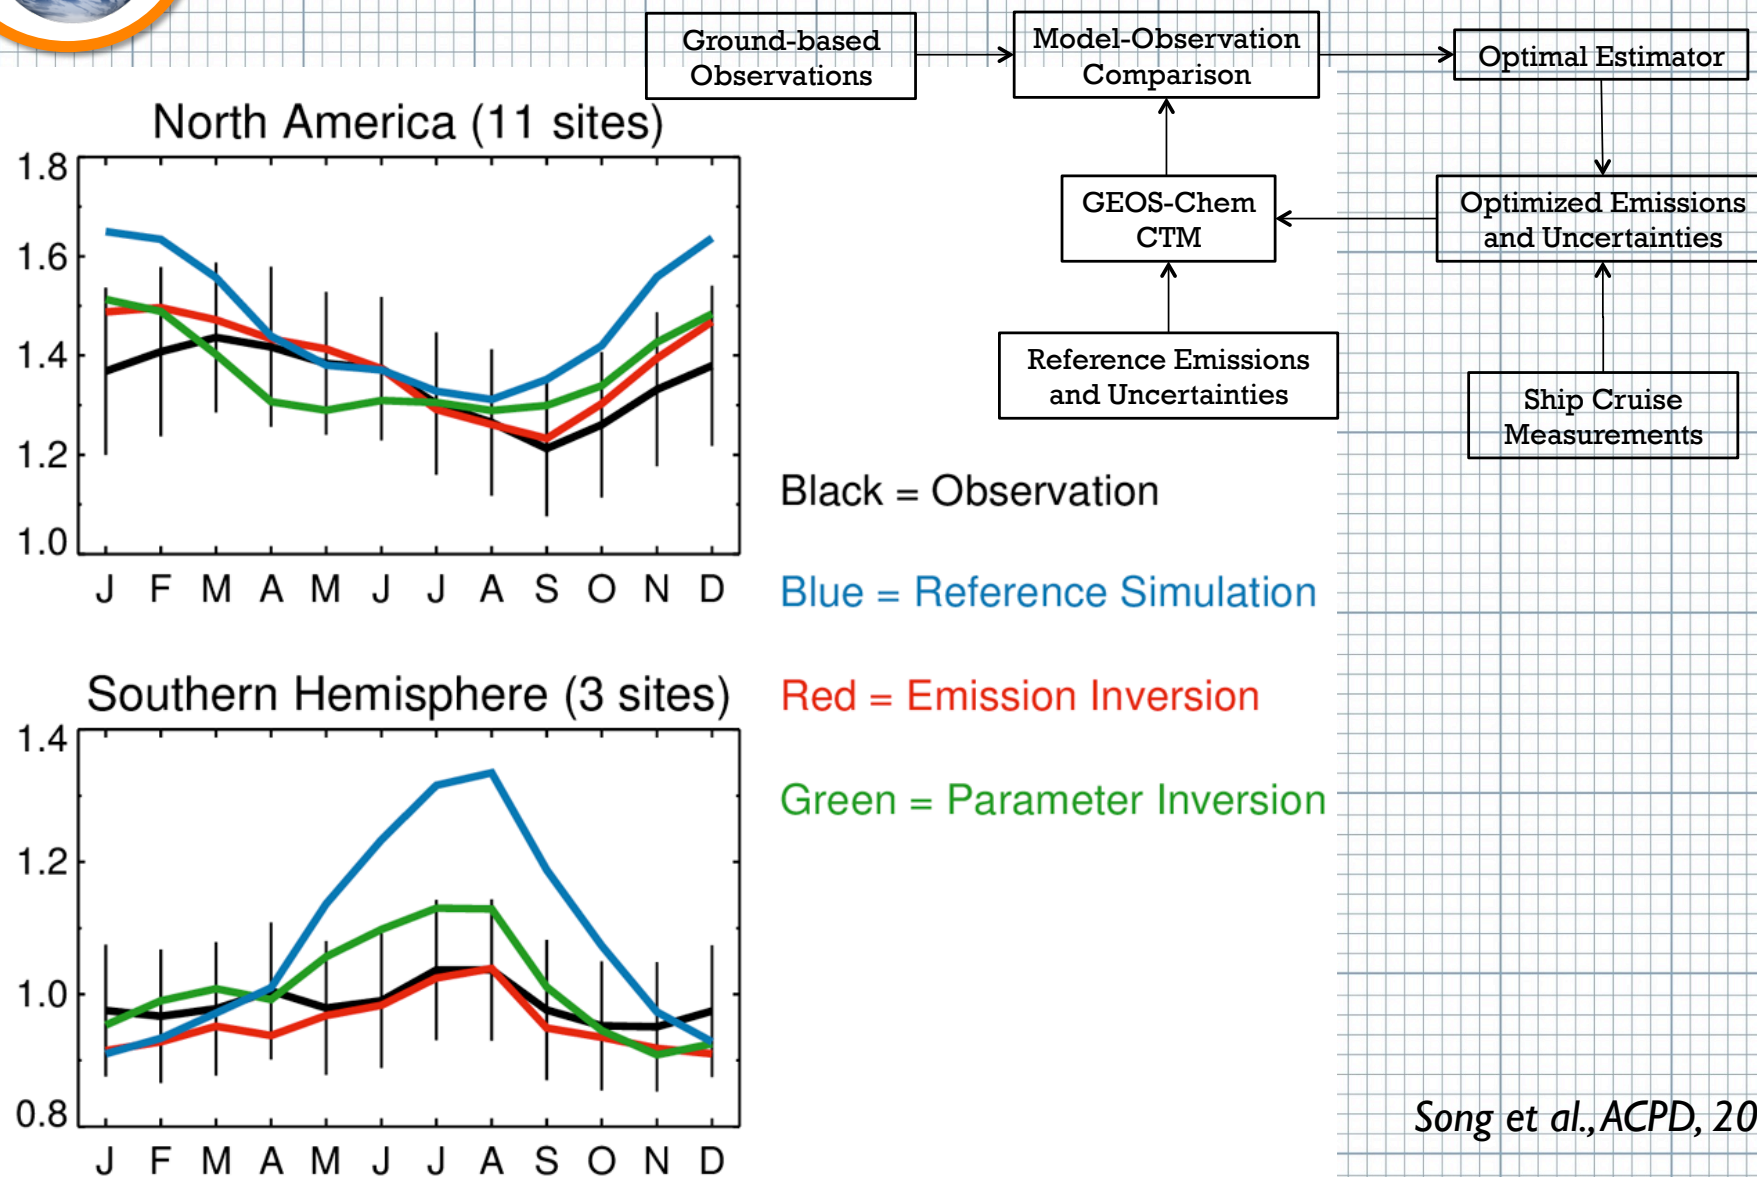 Ground-based
Observations
Model-Observation
Comparison
Optimal Estimator
GEOS-Chem
CTM
Optimized Emissions
and Uncertainties
Reference Emissions
and Uncertainties
Ship Cruise
Measurements
North America (11 sites)
1.8
1.6
1.4
1.2
1.0
J F M A M J J A S O N D
Black = Observation
Blue = Reference Simulation
Red = Emission Inversion
Green = Parameter Inversion
Southern Hemisphere (3 sites)
1.4
1.2
1.0
0.8
J F M A M J J A S O N D
Song et al., ACPD, 20